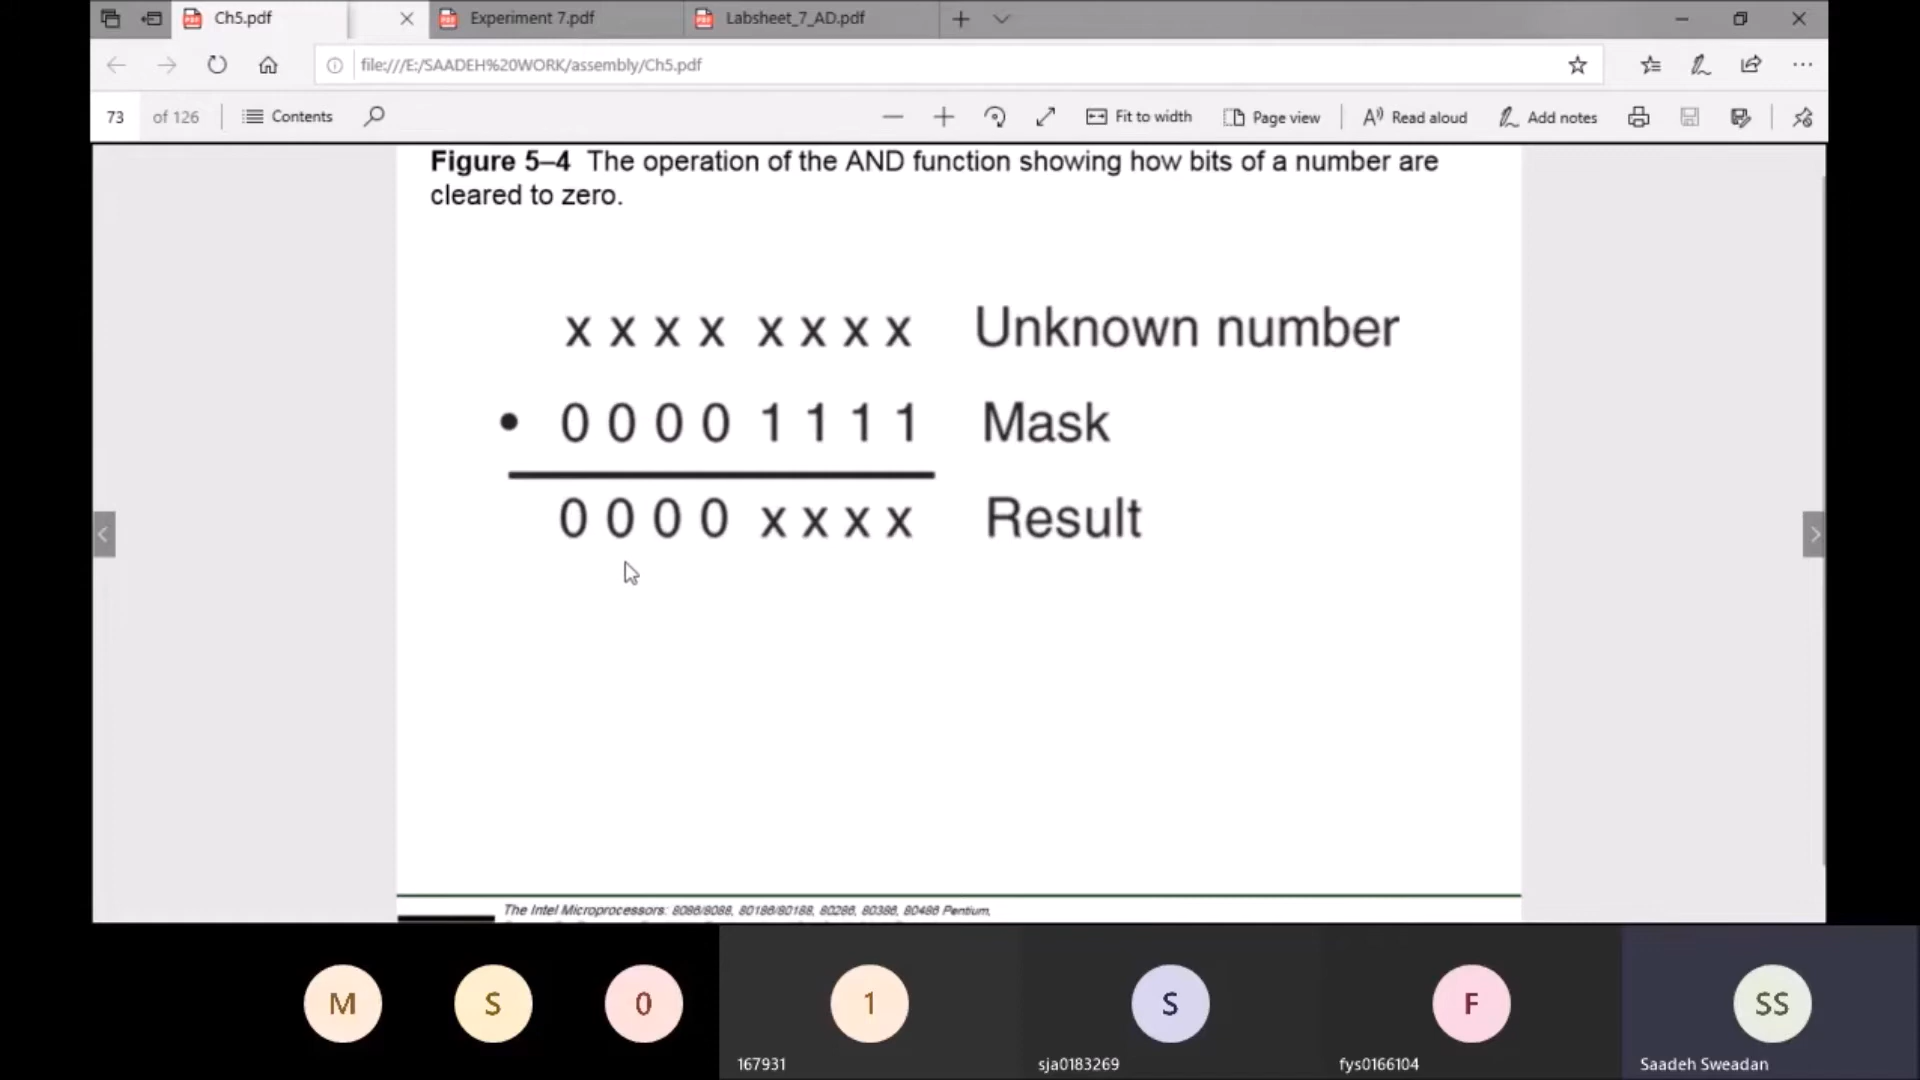 Ch5.pdf
Experiment 7.pdf
Labsheet_7_AD.pdf
file:///E:/SAADEH%20WORK/assembly/Ch5.pdf
73 of 126 Contents Fit to width Page view Read aloud Add notes
Figure 5–4 The operation of the AND function showing how bits of a number are
cleared to zero.
x x x x x x x x Unknown number
• 0 0 0 0 1 1 1 1 Mask
0 0 0 0 x x x x Result
The Intel Microprocessors: 8086/8088, 80186/80188, 80286, 80386, 80486 Pentium,
M S 0 1 S F SS
167931 sja0183269 fys0166104 Saadeh Sweadan